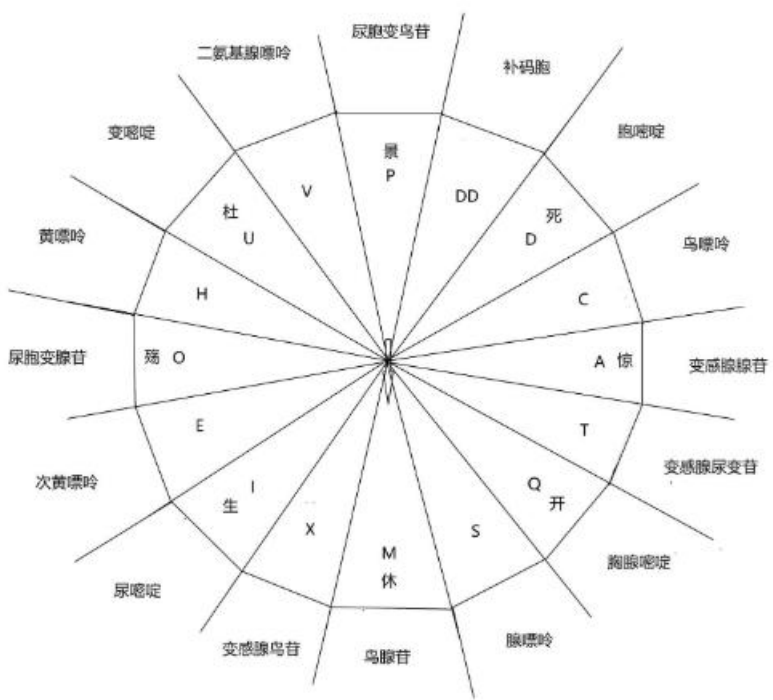 尿胞变鸟苷
二氨基腺嘌呤
补码胞
变嘧啶
胞嘧啶
景
P
V
DD
杜
U
死
D
黄嘌呤
鸟嘌呤
H
C
尿胞变腺苷
殇 O
A 惊
变感腺腺苷
E
T
次黄嘌呤
变感腺尿变苷
I
生
Q
开
X
S
M
休
尿嘧啶
胸腺嘧啶
变感腺鸟苷
鸟腺苷
腺嘌呤